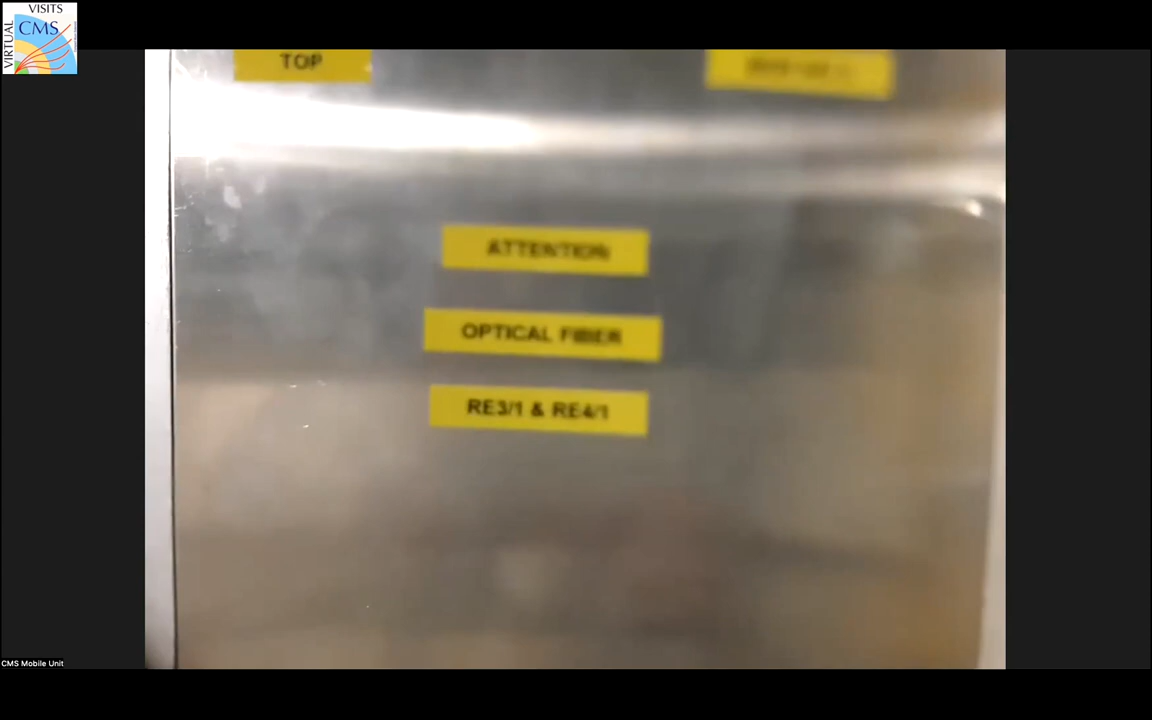 VISITS
VIRTUAL
CMS
TOP
ATTENTION
OPTICAL FIBER
RE3/1 & RE4/1
CMS Mobile Unit